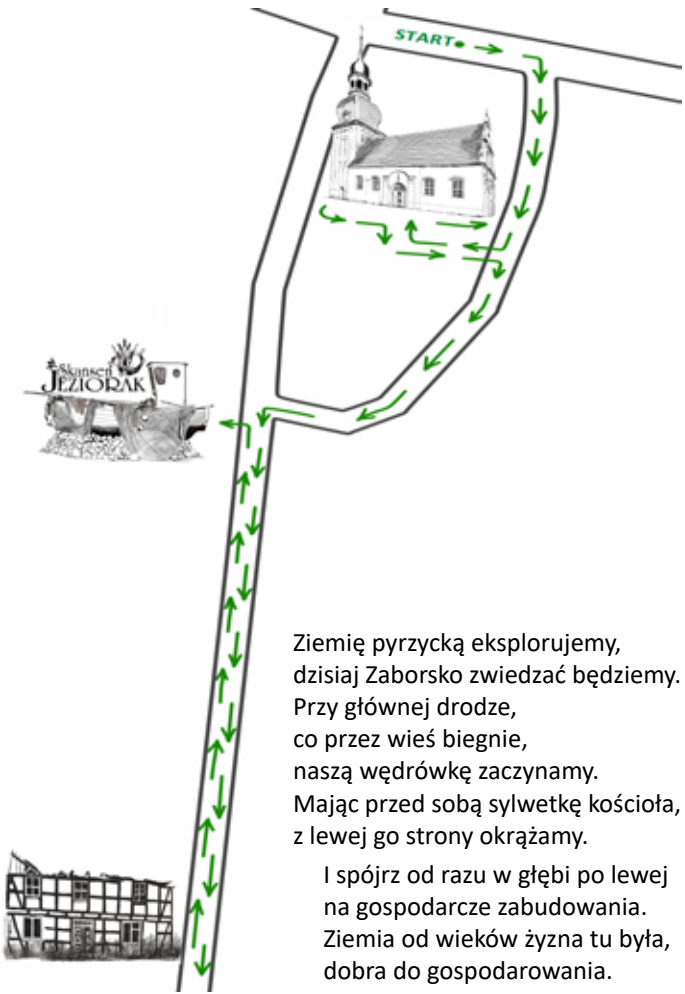 START
Skansen
JEZIORAK
Ziemię pyrzycką eksplorujemy,
dzisiaj Zaborsko zwiedzać będziemy.
Przy głównej drodze,
co przez wieś biegnie,
naszą wędrówkę zaczynamy.
Mając przed sobą sylwetkę kościoła,
z lewej go strony okrążamy.
I spójrz od razu w głębi po lewej
na gospodarcze zabudowania.
Ziemia od wieków żyzna tu była,
dobra do gospodarowania.